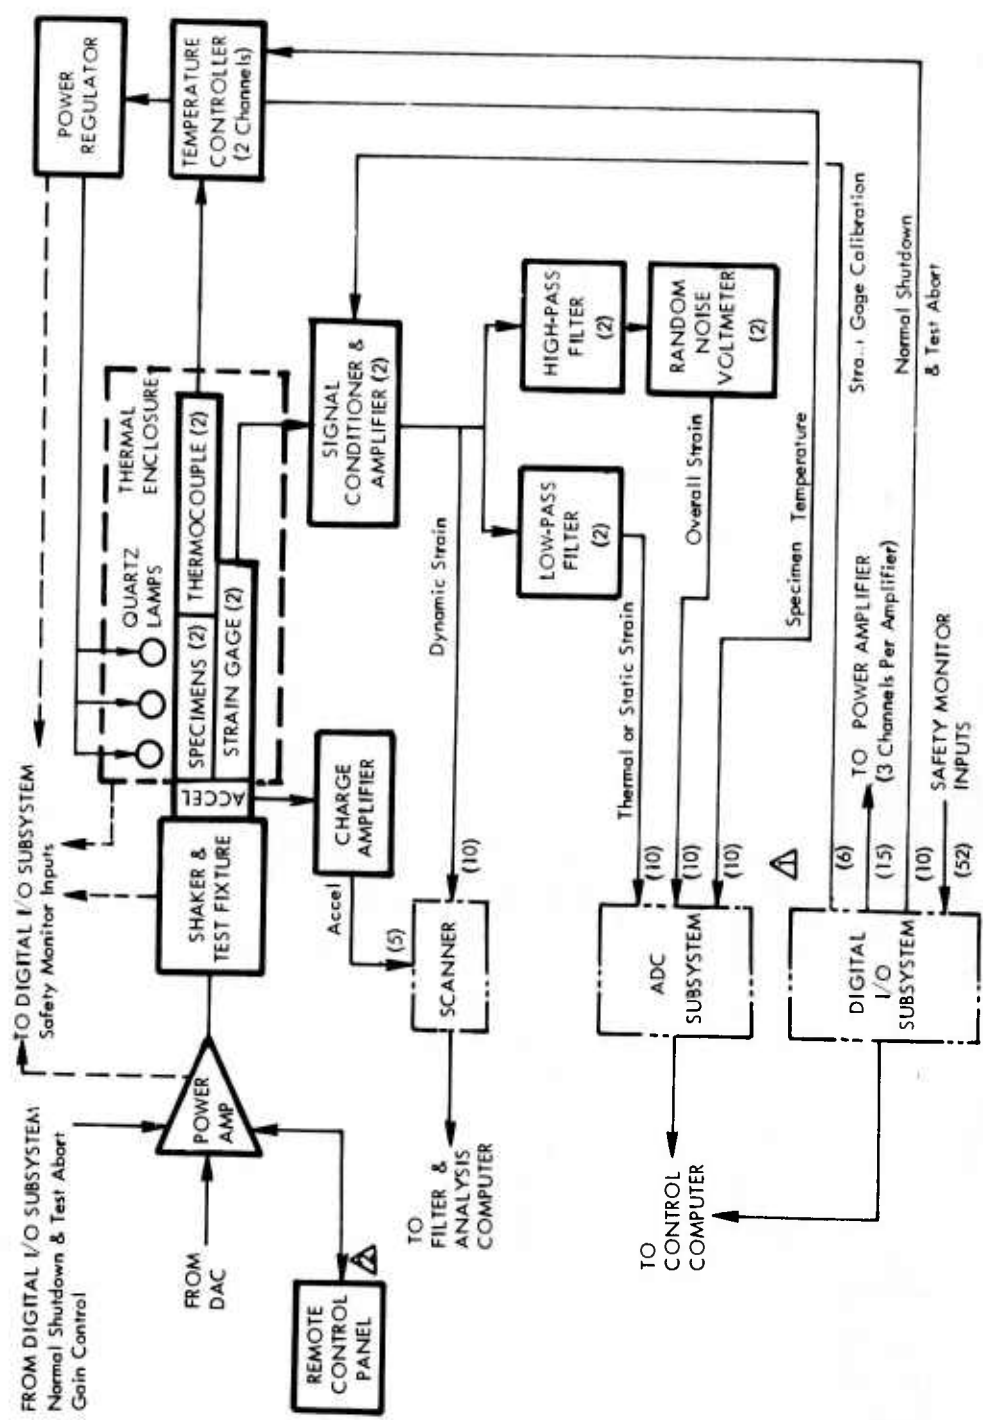 FROM DIGITAL I/O SUBSYSTEM
Normal Shutdown & Test Abort
Gain Control
TO DIGITAL I/O SUBSYSTEM
Safety Monitor Inputs
FROM
DAC
POWER
AMP
REMOTE
CONTROL
PANEL
2
SHAKER &
TEST FIXTURE
ACCEL
SPECIMENS (2)
THERMOCOUPLE (2)
STRAIN GAGE (2)
QUARTZ
LAMPS
THERMAL
ENCLOSURE
POWER
REGULATOR
TEMPERATURE
CONTROLLER
(2 Channels)
CHARGE
AMPLIFIER
Accel
(5)
SIGNAL
CONDITIONER &
AMPLIFIER (2)
Dynamic Strain
(10)
SCANNER
TO
FILTER &
ANALYSIS
COMPUTER
LOW-PASS
FILTER
(2)
HIGH-PASS
FILTER
(2)
RANDOM
NOISE
VOLTMETER
(2)
Thermal or Static Strain
(10)
Overall Strain
(10)
Specimen Temperature
(10)
ADC
SUBSYSTEM
TO
CONTROL
COMPUTER
1
DIGITAL
I/O
SUBSYSTEM
(6)
Gage Calibration
(15)
TO POWER AMPLIFIER
(3 Channels Per Amplifier)
(10)
Normal Shutdown
& Test Abort
(52)
SAFETY MONITOR
INPUTS